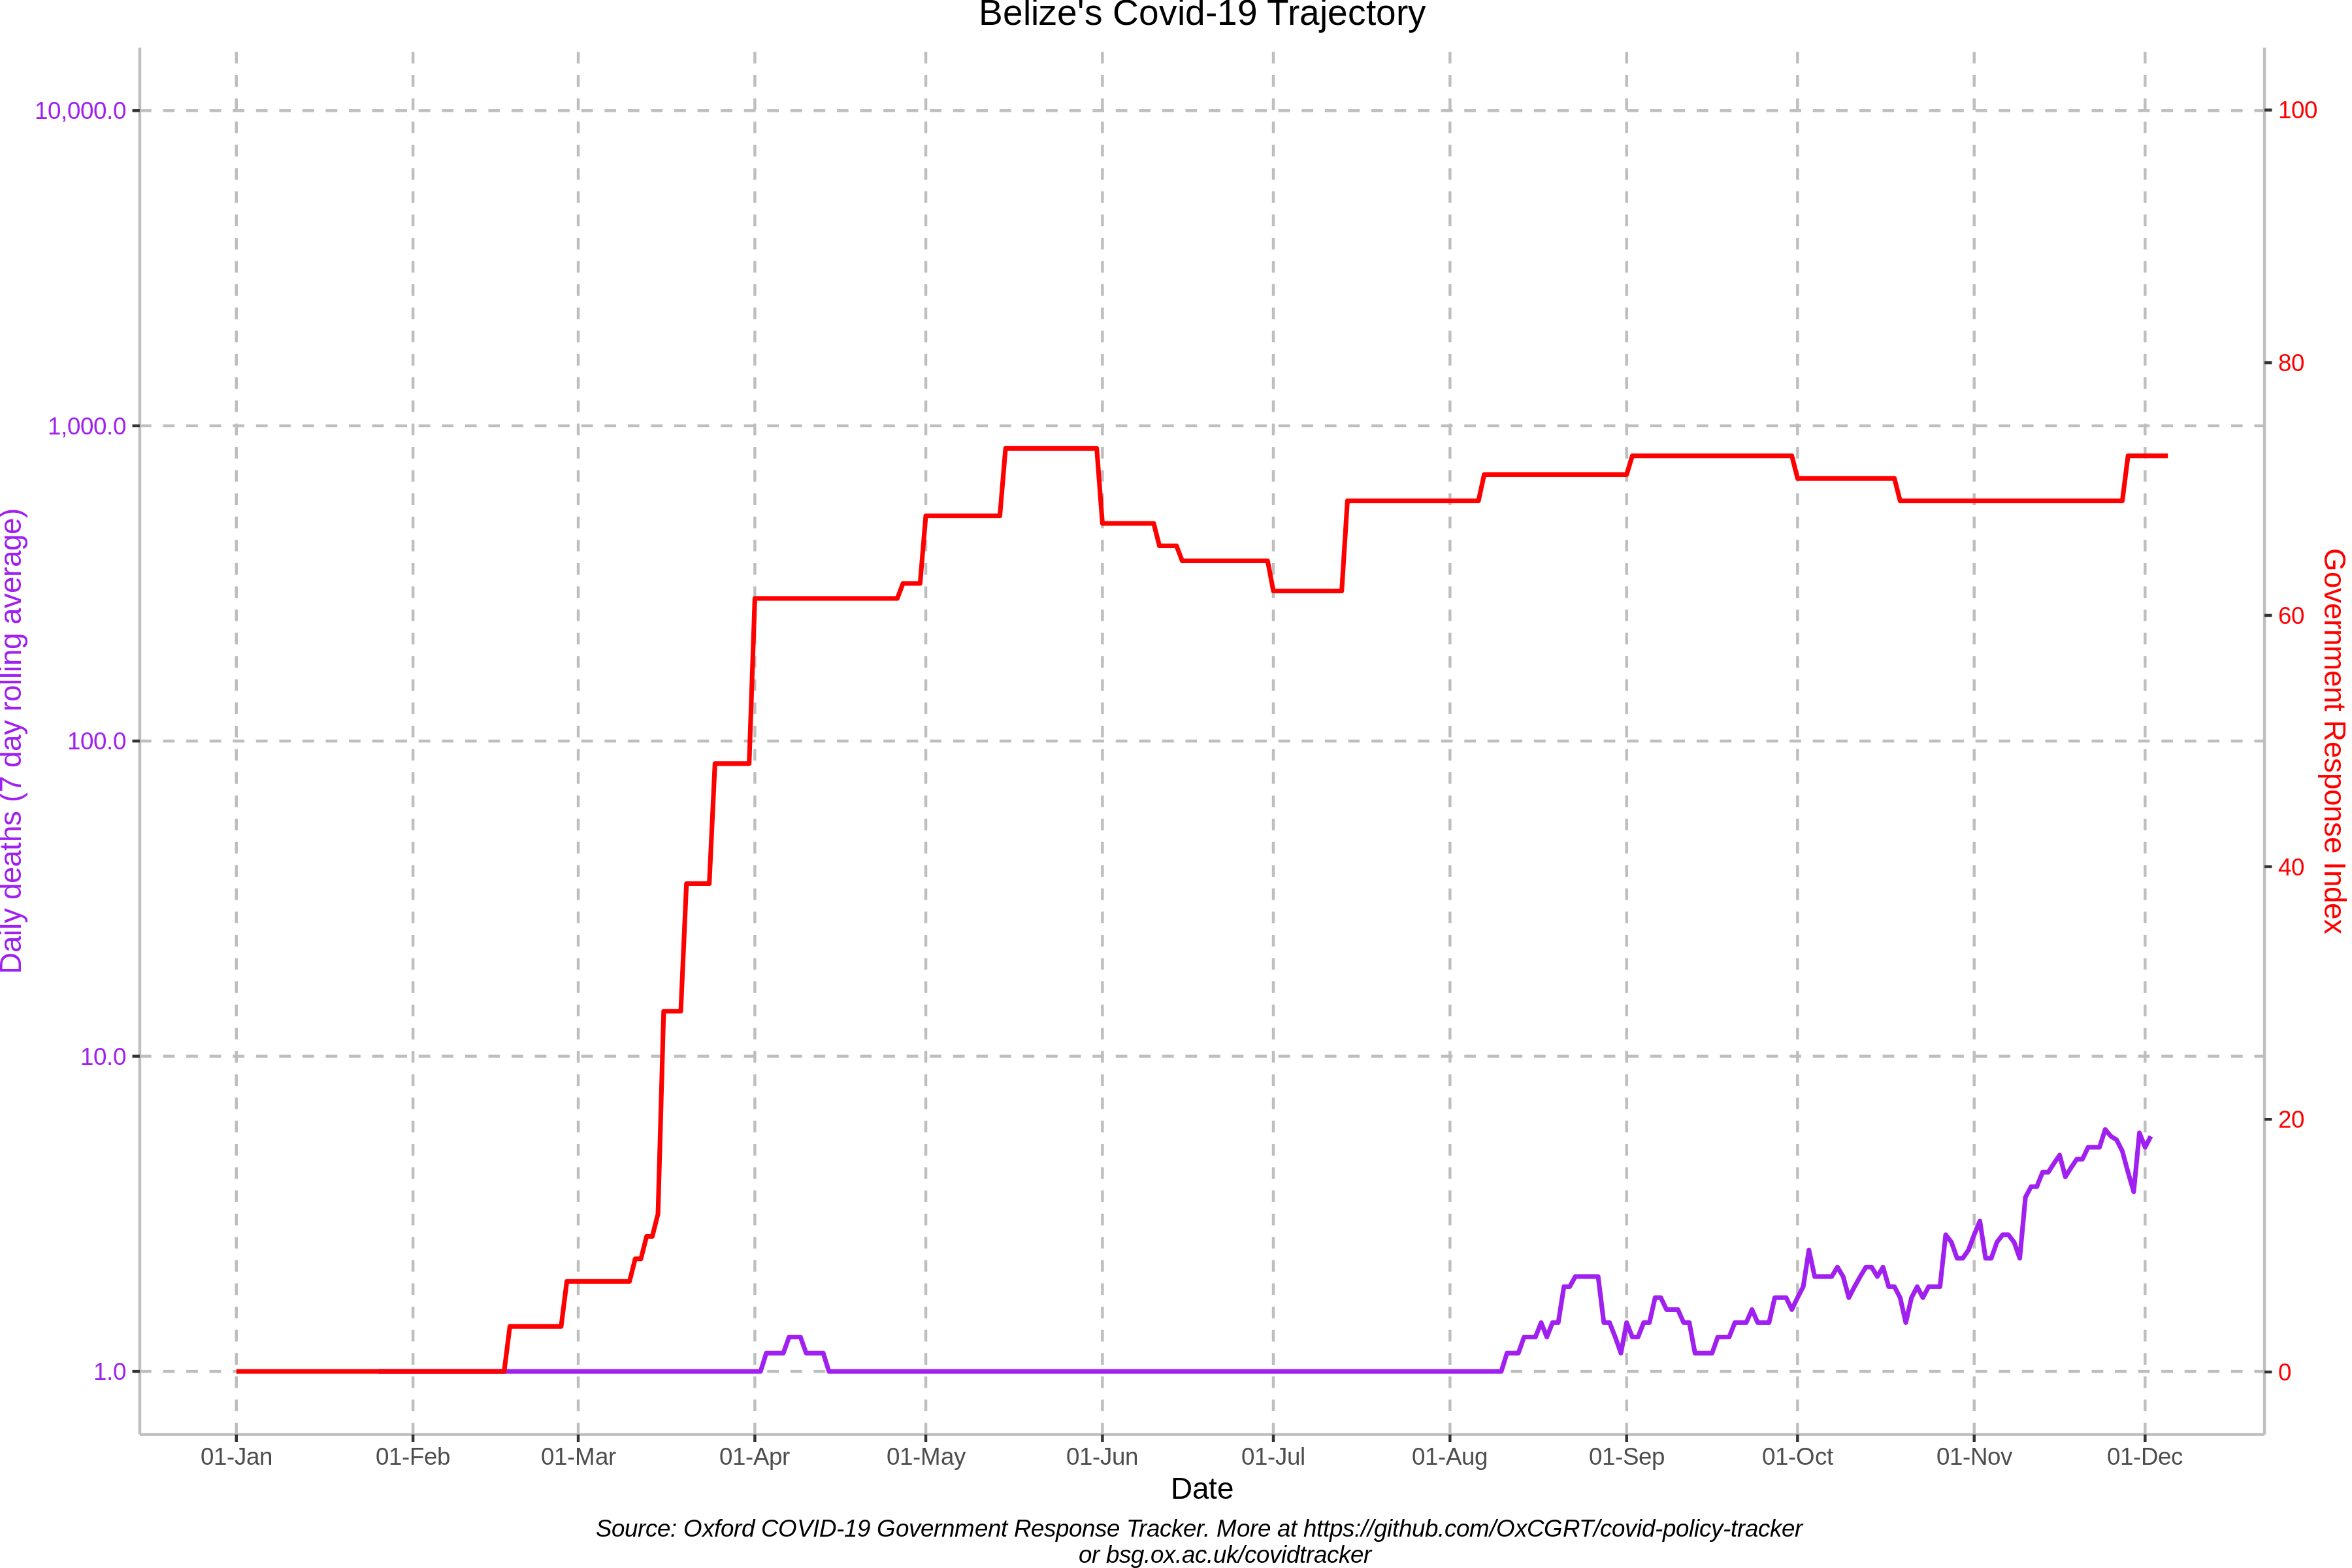 Belize's Covid-19 Trajectory
10,000.0
1,000.0
100.0
10.0
1.0
Daily deaths (7 day rolling average)
100
80
60
40
20
0
Government Response Index
01-Jan 01-Feb 01-Mar 01-Apr 01-May 01-Jun 01-Jul 01-Aug 01-Sep 01-Oct 01-Nov 01-Dec
Date
Source: Oxford COVID-19 Government Response Tracker. More at https://github.com/OxCGRT/covid-policy-tracker
or bsg.ox.ac.uk/covidtracker